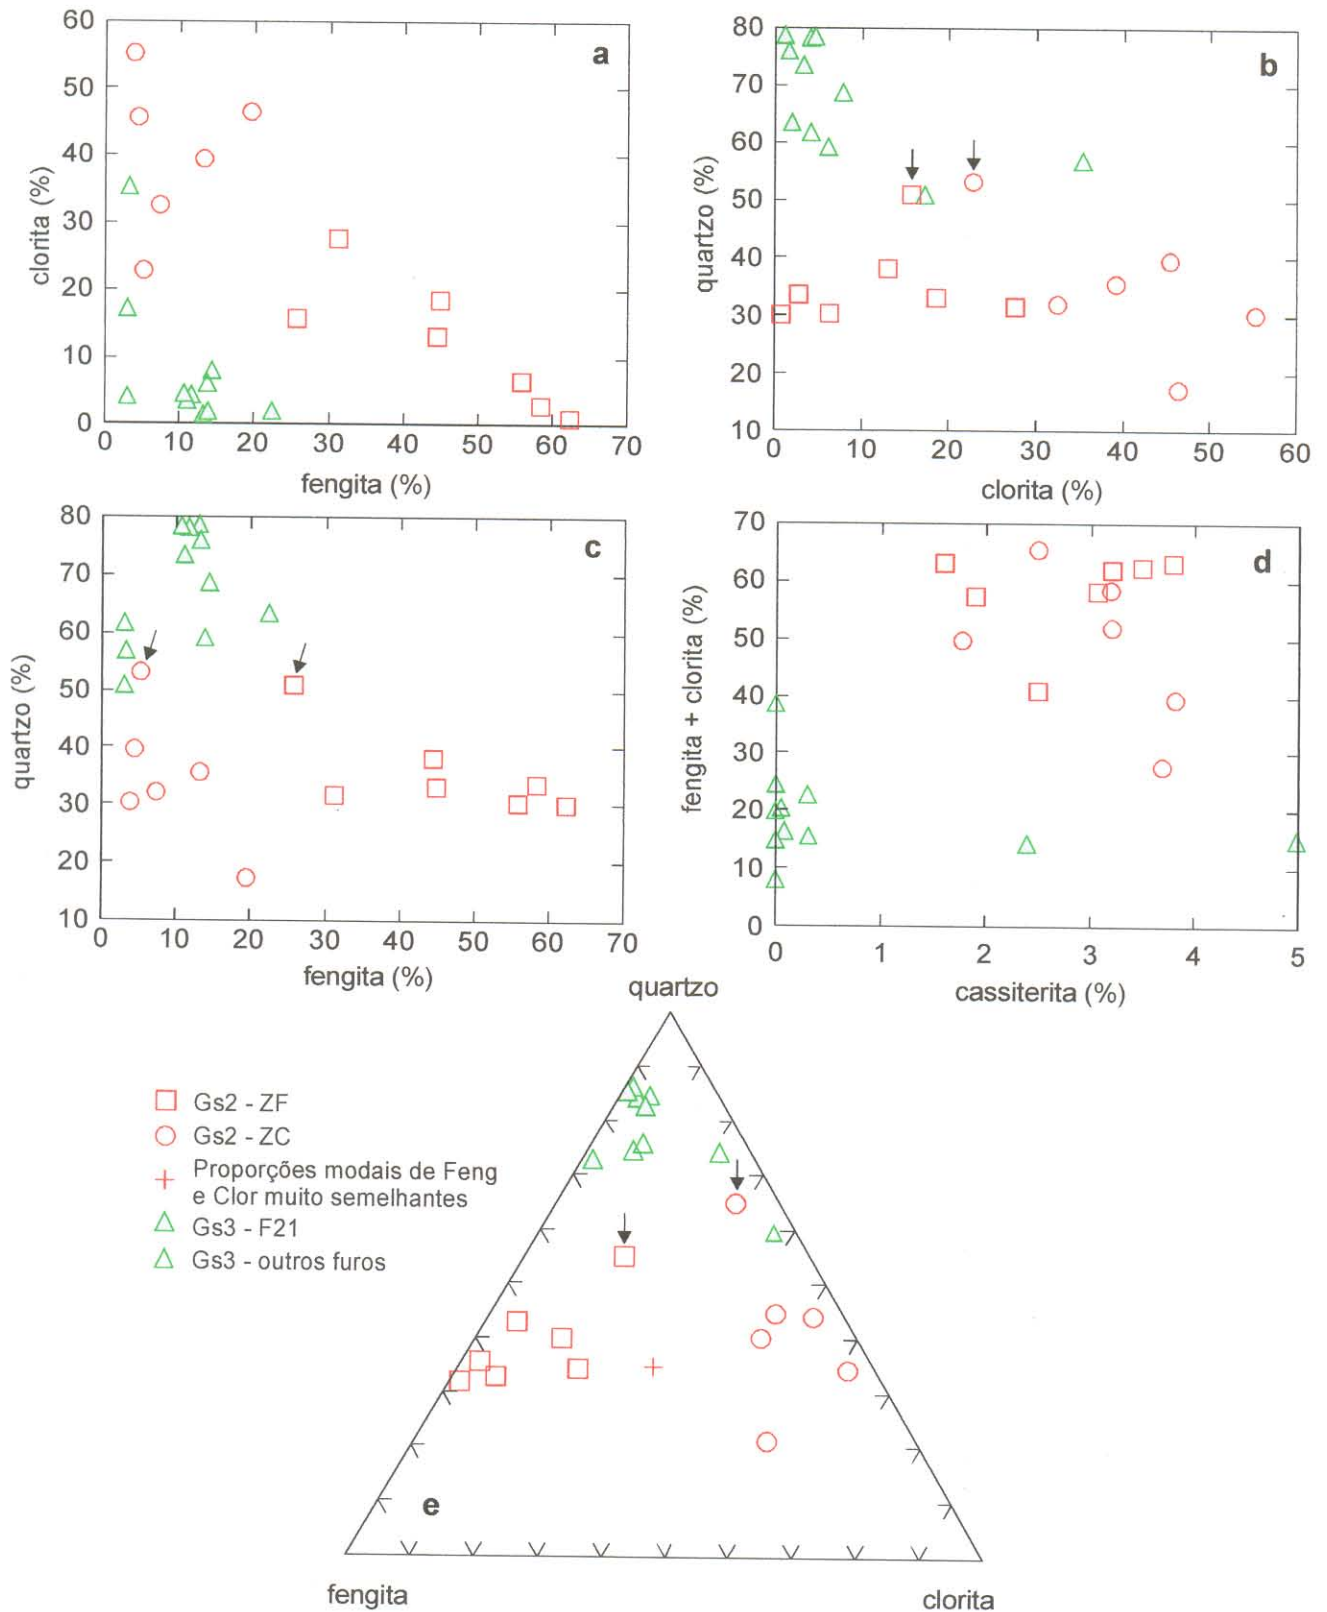 a
60
50
40
30
20
10
0
clorita (%)
0 10 20 30 40 50 60 70
fengita (%)
b
80
70
60
50
40
30
20
10
quartzo (%)
0 10 20 30 40 50 60
clorita (%)
c
80
70
60
50
40
30
20
10
quartzo (%)
0 10 20 30 40 50 60 70
fengita (%)
d
70
60
50
40
30
20
10
0
fengita + clorita (%)
0 1 2 3 4 5
cassiterita (%)
quartzo
Gs2 - ZF
Gs2 - ZC
Proporções modais de Feng
e Clor muito semelhantes
Gs3 - F21
Gs3 - outros furos
e
fengita
clorita